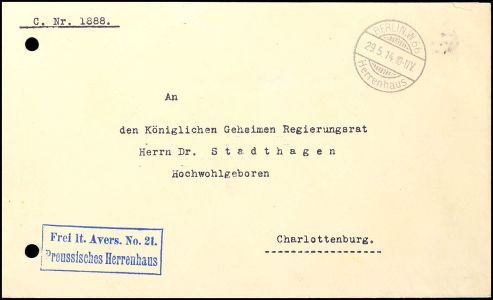 C. Nr. 1888.
BERLIN.W.66
29.5.14.10-11V.
Herrenhaus
An
den Königlichen Geheimen Regierungsrat
Herrn Dr. Stadthagen
Hochwohlgeboren
Charlottenburg.
Frei lt. Avers. No. 21.
Preussisches Herrenhaus